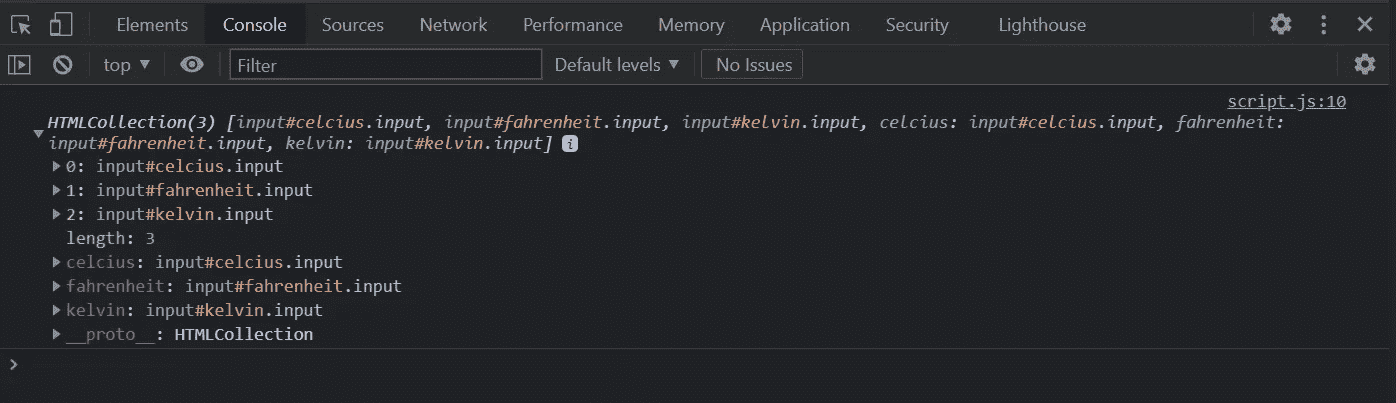 Elements Console Sources Network Performance Memory Application Security Lighthouse
top Filter Default levels No Issues
script.js:10
HTMLCollection(3) [input#celcius.input, input#fahrenheit.input, input#kelvin.input, celcius: input#celcius.input, fahrenheit:
input#fahrenheit.input, kelvin: input#kelvin.input] i
0: input#celcius.input
1: input#fahrenheit.input
2: input#kelvin.input
length: 3
celcius: input#celcius.input
fahrenheit: input#fahrenheit.input
kelvin: input#kelvin.input
__proto__: HTMLCollection